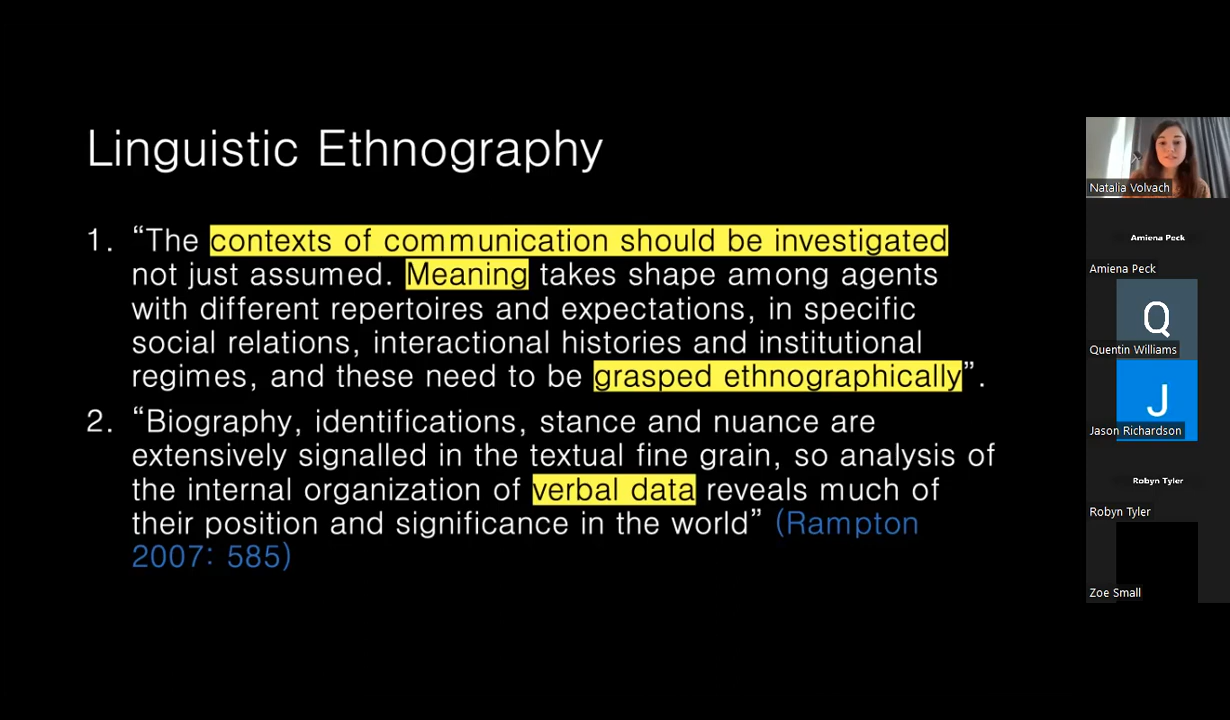 Linguistic Ethnography
1. “The contexts of communication should be investigated
not just assumed. Meaning takes shape among agents
with different repertoires and expectations, in specific
social relations, interactional histories and institutional
regimes, and these need to be grasped ethnographically”.
2. “Biography, identifications, stance and nuance are
extensively signalled in the textual fine grain, so analysis of
the internal organization of verbal data reveals much of
their position and significance in the world” (Rampton
2007: 585)
Natalia Volvach
Amiena Peck
Amiena Peck
Q
Quentin Williams
J
Jason Richardson
Robyn Tyler
Robyn Tyler
Zoe Small